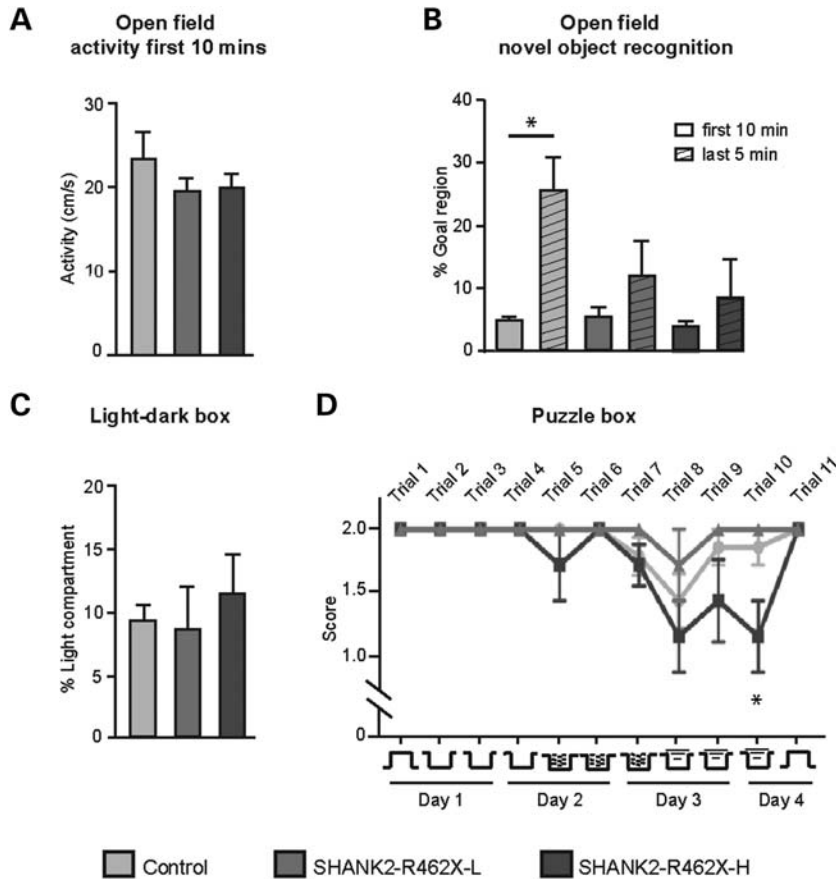 A
Open field
activity first 10 mins
Activity (cm/s)
30
20
10
0
B
Open field
novel object recognition
% Goal region
40
30
20
10
0
*
first 10 min
last 5 min
C
Light-dark box
% Light compartment
20
15
10
5
0
D
Puzzle box
Trial 1
Trial 2
Trial 3
Trial 4
Trial 5
Trial 6
Trial 7
Trial 8
Trial 9
Trial 10
Trial 11
Score
2.0
1.5
1.0
0
*
Day 1
Day 2
Day 3
Day 4
Control
SHANK2-R462X-L
SHANK2-R462X-H